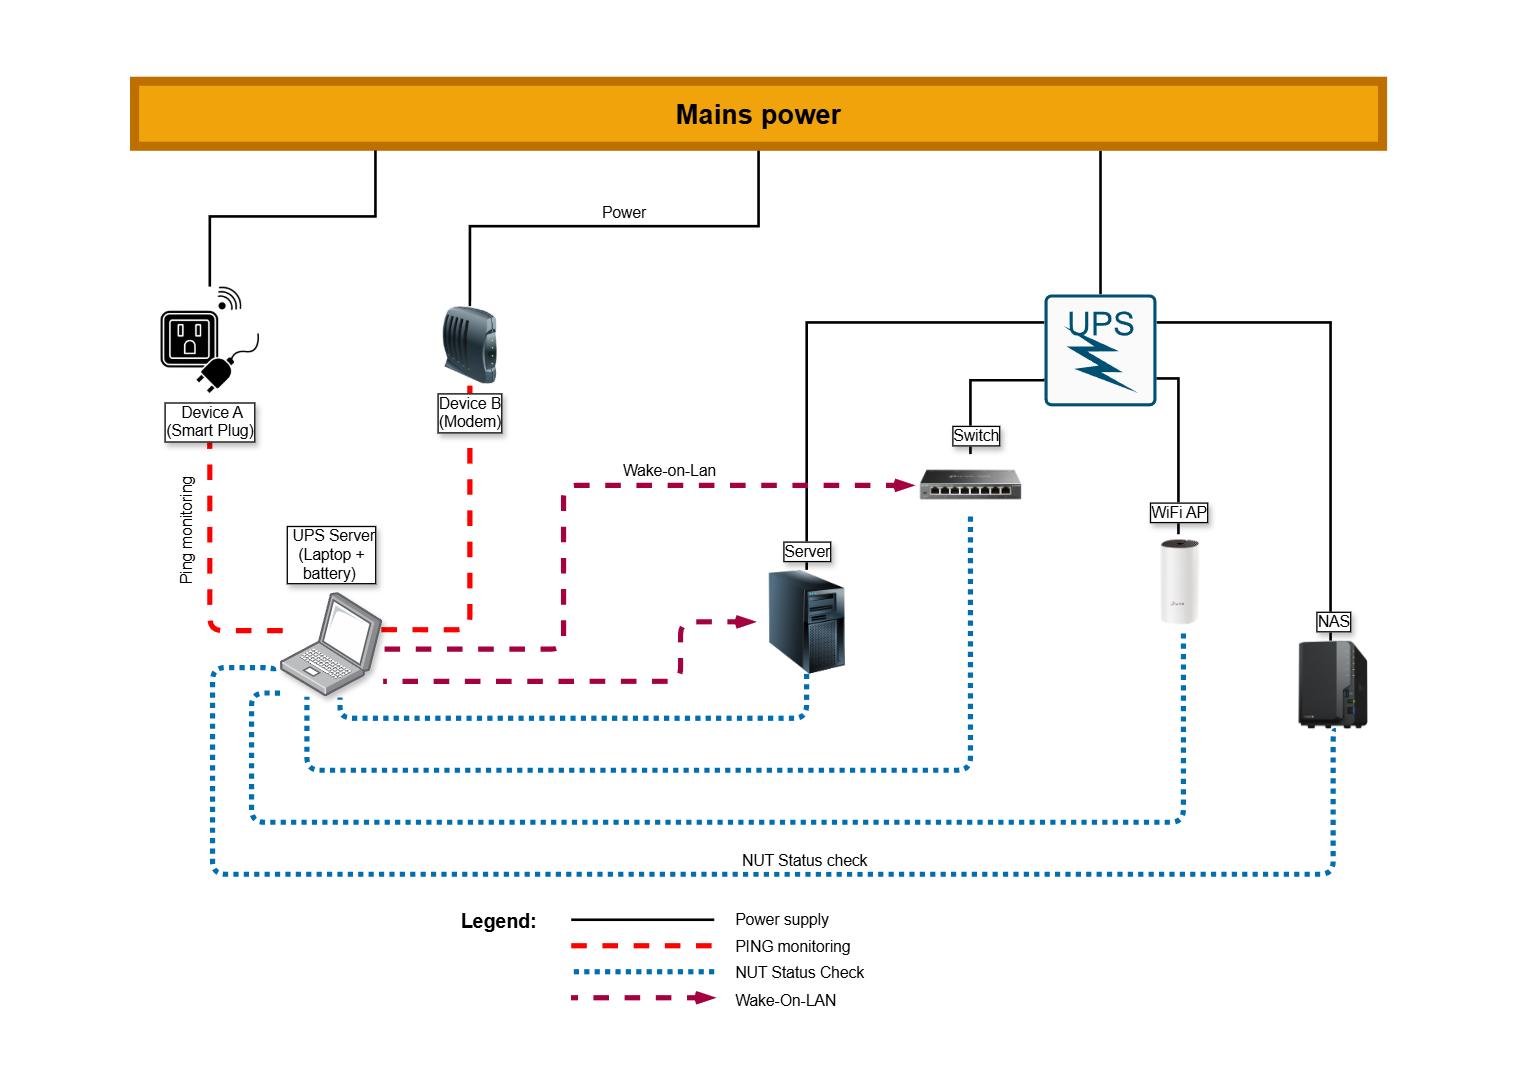 Mains power
Power
UPS
Device A
(Smart Plug)
Device B
(Modem)
Switch
Wake-on-Lan
Ping monitoring
WiFi AP
UPS Server
(Laptop +
battery)
Server
NAS
NUT Status check
Legend:
Power supply
PING monitoring
NUT Status Check
Wake-On-LAN